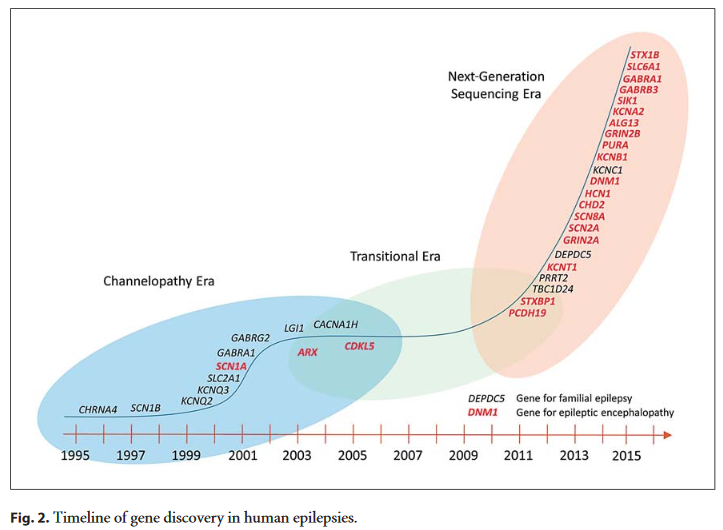 Next-Generation
Sequencing Era
Transitional Era
Channelopathy Era
STX1B
SLC6A1
GABRA1
GABRB3
SIK1
KCNA2
ALG13
GRIN2B
PURA
KCNB1
KCNC1
DNM1
HCN1
CHD2
SCN8A
SCN2A
GRIN2A
DEPDC5
KCNT1
PRRT2
TBC1D24
STXBP1
PCDH19
LGI1 CACNA1H
GABRG2
ARX CDKL5
GABRA1
SCN1A
SLC2A1
KCNQ3
KCNQ2
CHRNA4 SCN1B
DEPDC5 Gene for familial epilepsy
DNM1 Gene for epileptic encephalopathy
1995 1997 1999 2001 2003 2005 2007 2009 2011 2013 2015
Fig. 2. Timeline of gene discovery in human epilepsies.